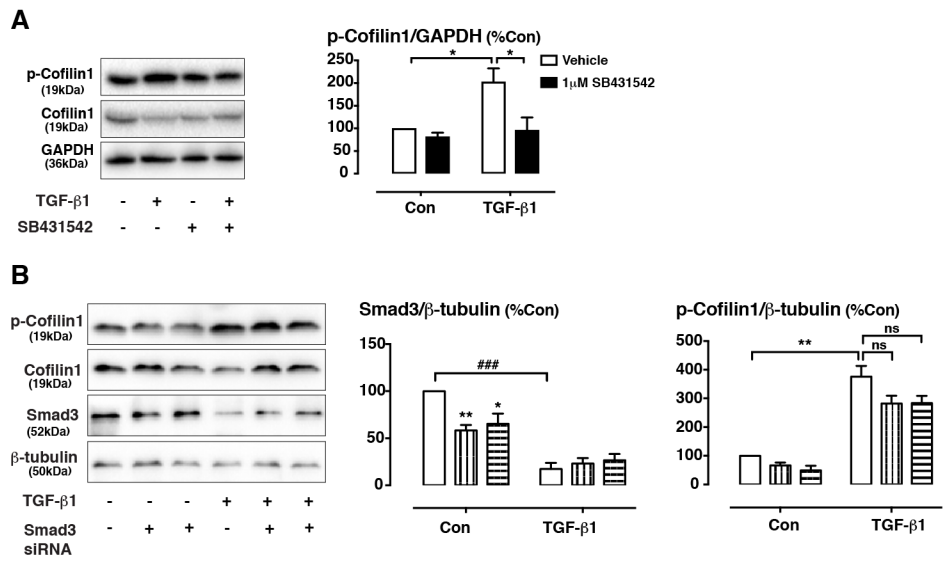 A
p-Cofilin1
(19kDa)
Cofilin1
(19kDa)
GAPDH
(36kDa)
TGF-β1 - + - +
SB431542 - - + +
p-Cofilin1/GAPDH (%Con)
* *
250
200
150
100
50
0
Vehicle
1μM SB431542
Con TGF-β1
B
p-Cofilin1
(19kDa)
Cofilin1
(19kDa)
Smad3
(52kDa)
β-tubulin
(50kDa)
TGF-β1 - - - + + +
Smad3 - + + - + +
siRNA
Smad3/β-tubulin (%Con)
150
100
50
0
###
** *
Con TGF-β1
p-Cofilin1/β-tubulin (%Con)
500
400
300
200
100
0
ns
** ns
Con TGF-β1